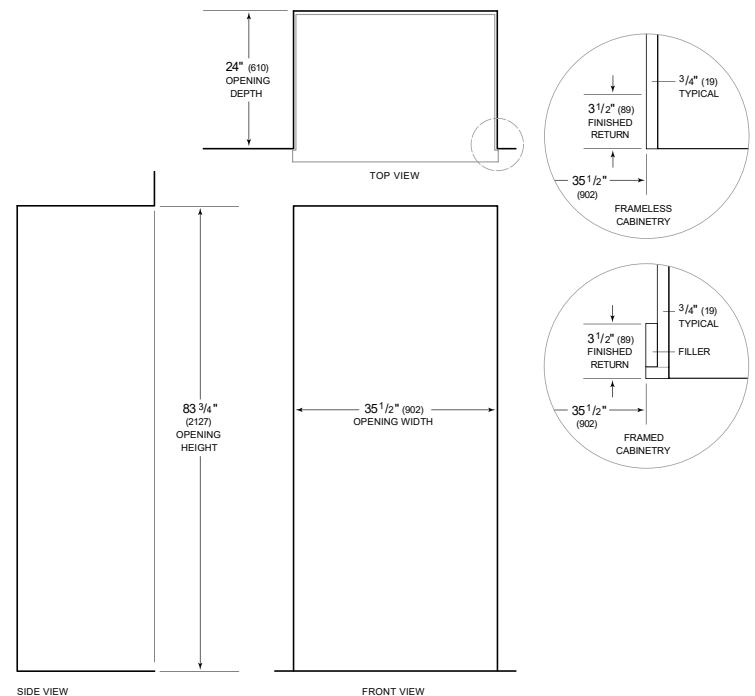 24" (610)
OPENING
DEPTH
TOP VIEW
3/4" (19)
TYPICAL
3 1/2" (89)
FINISHED
RETURN
35 1/2"
(902)
FRAMELESS
CABINETRY
3/4" (19)
TYPICAL
3 1/2" (89)
FINISHED
RETURN
FILLER
35 1/2"
(902)
FRAMED
CABINETRY
83 3/4"
(2127)
OPENING
HEIGHT
35 1/2" (902)
OPENING WIDTH
SIDE VIEW
FRONT VIEW